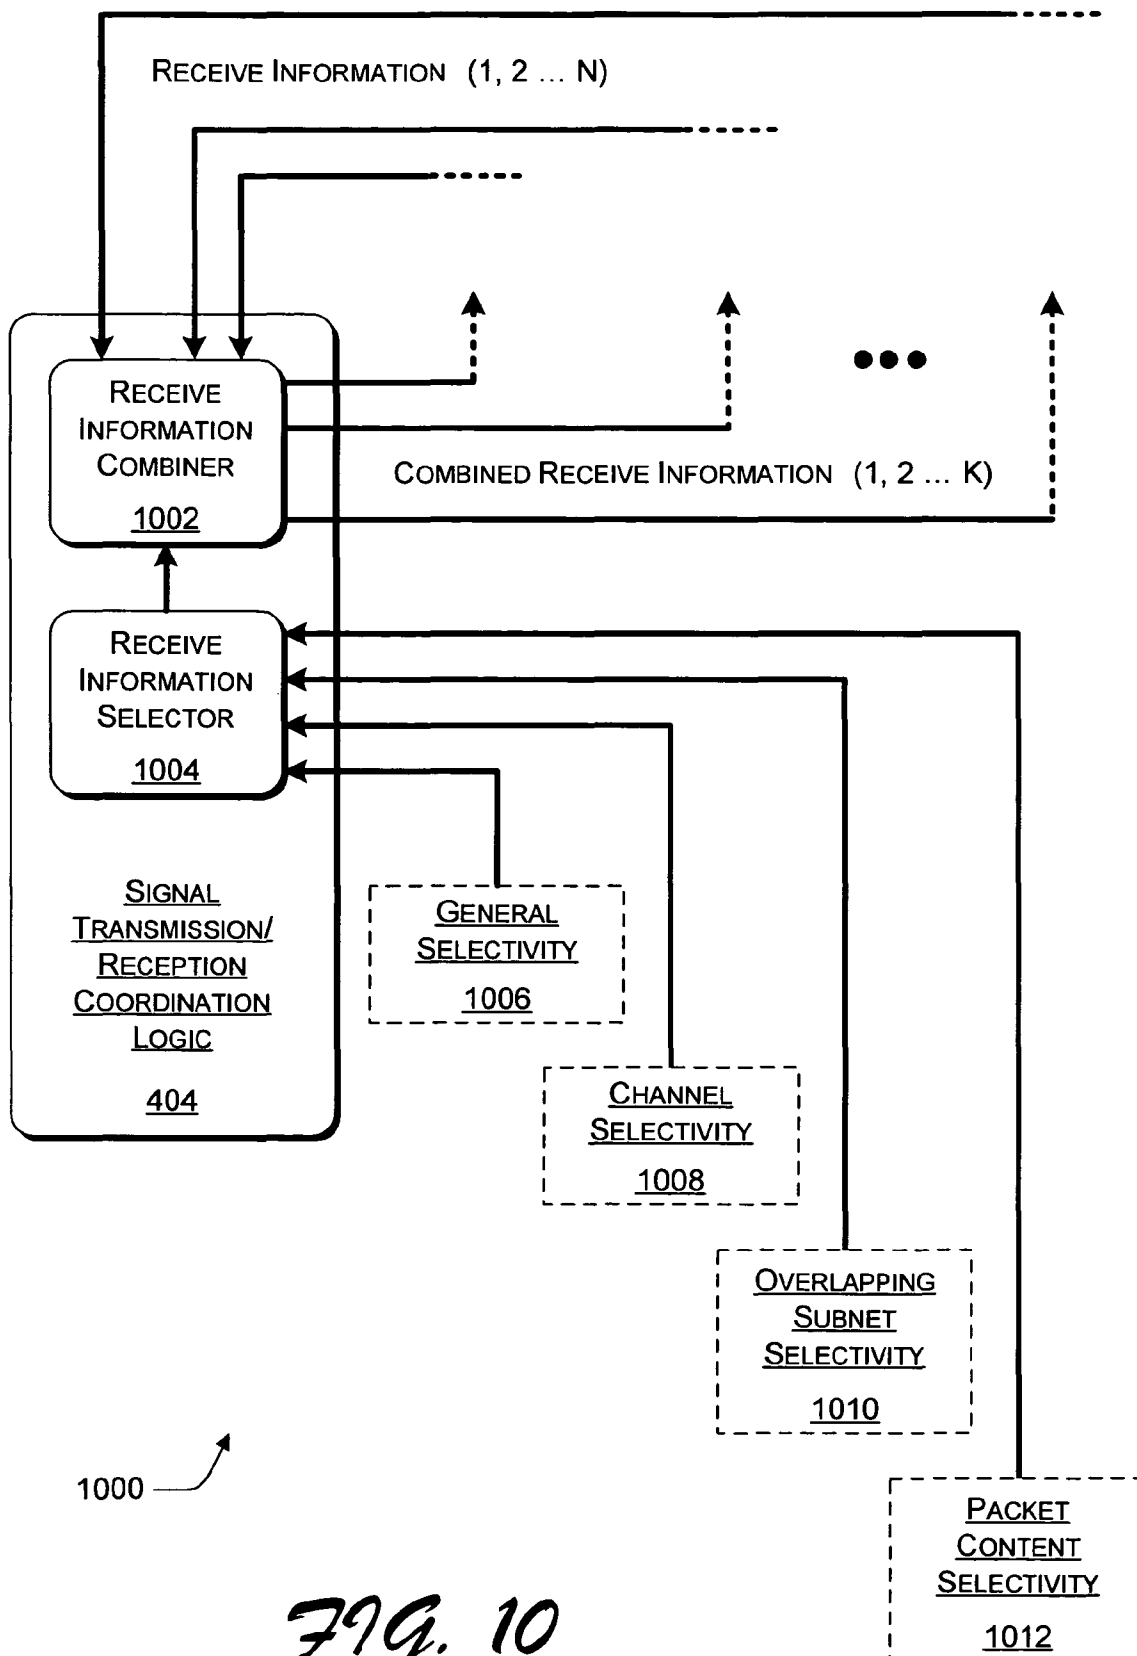 RECEIVE INFORMATION (1, 2 ... N)
RECEIVE
INFORMATION
COMBINER
1002
COMBINED RECEIVE INFORMATION (1, 2 ... K)
RECEIVE
INFORMATION
SELECTOR
1004
SIGNAL
TRANSMISSION/
RECEPTION
COORDINATION
LOGIC
404
GENERAL
SELECTIVITY
1006
CHANNEL
SELECTIVITY
1008
OVERLAPPING
SUBNET
SELECTIVITY
1010
1000
PACKET
CONTENT
SELECTIVITY
1012
FIG. 10